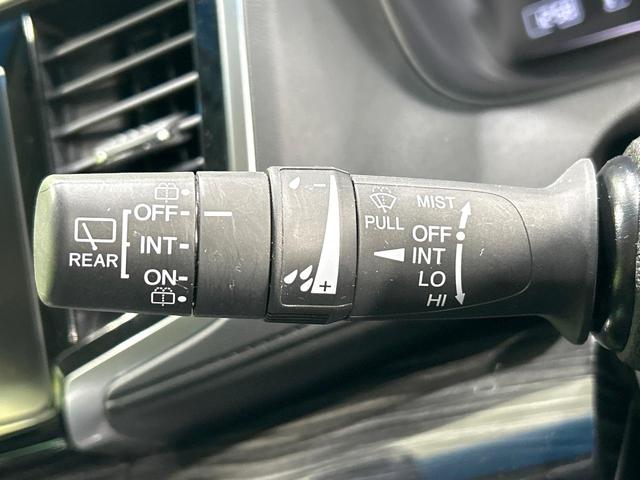 REAR
OFF
INT
ON
-
+
PULL
MIST
OFF
INT
LO
HI